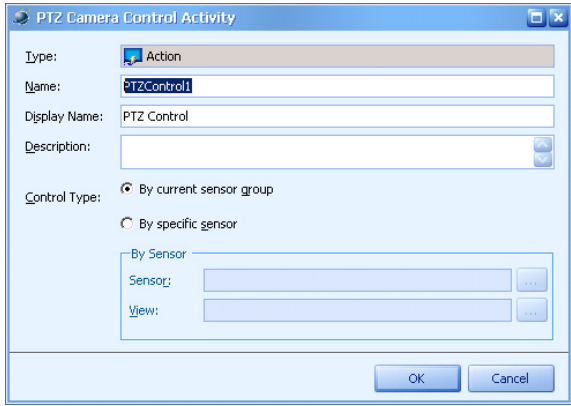 PTZ Camera Control Activity
Type: Action
Name: PTZControl1
Display Name: PTZ Control
Description:
Control Type: By current sensor group
By specific sensor
By Sensor
Sensor: ...
View: ...
OK Cancel